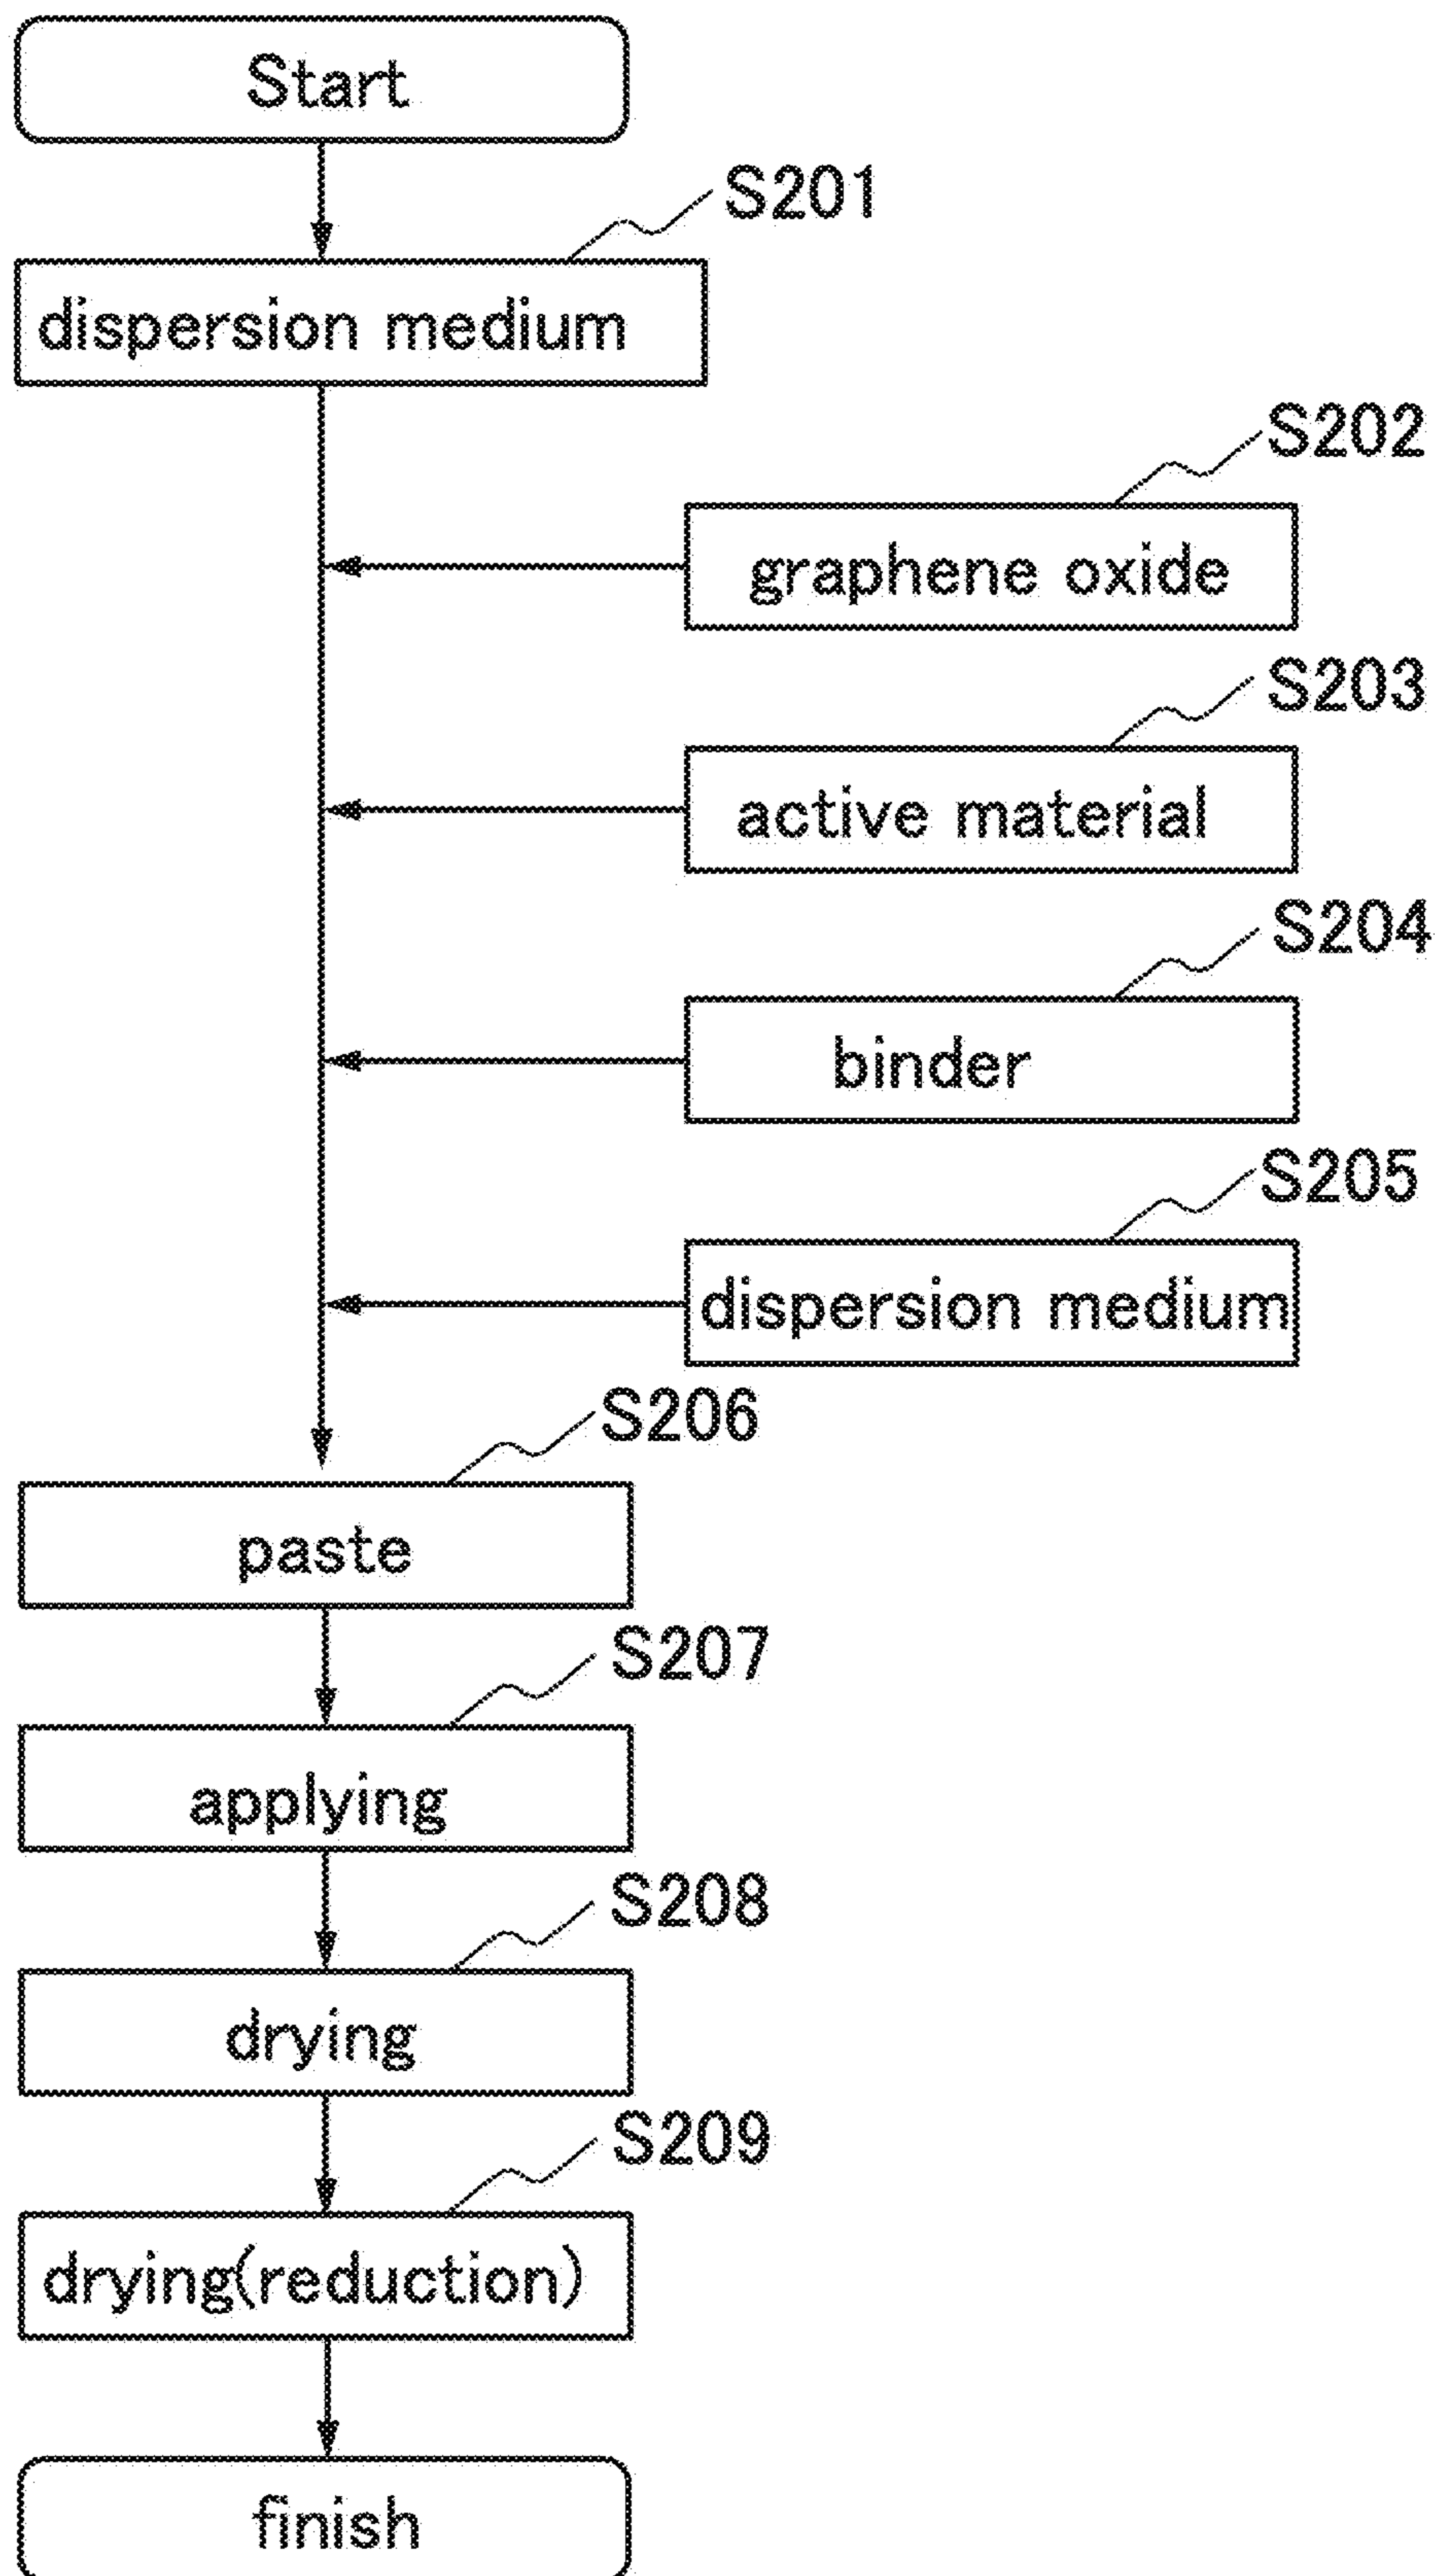 Start
S201
dispersion medium
S202
graphene oxide
S203
active material
S204
binder
S205
dispersion medium
S206
paste
S207
applying
S208
drying
S209
drying(reduction)
finish